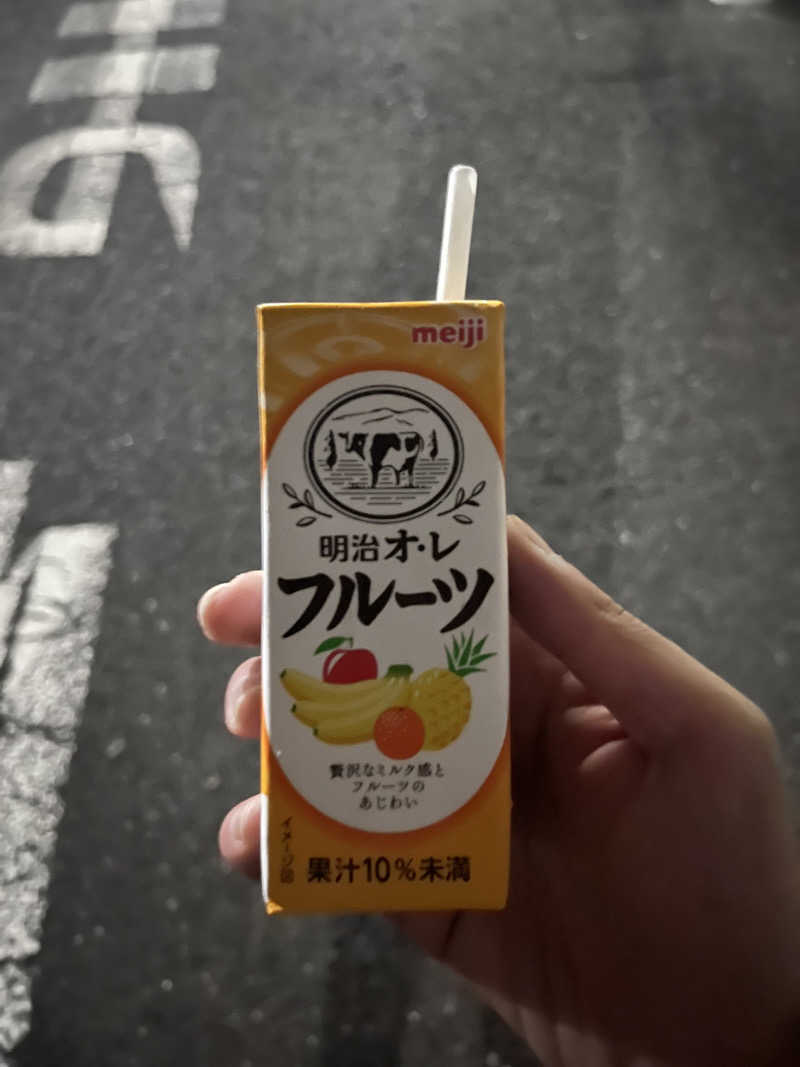 meiji
明治オ・レ
フルーツ
贅沢なミルク感と
フルーツの
あじわい
イメージ図
果汁10%未満